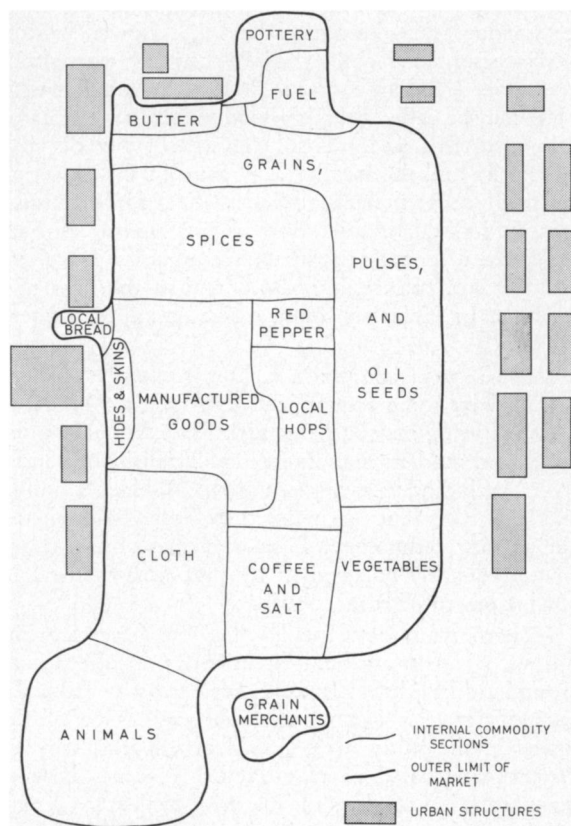 POTTERY
FUEL
BUTTER
GRAINS,
SPICES
PULSES,
LOCAL
BREAD
RED
PEPPER
AND
HIDES & SKINS
MANUFACTURED
GOODS
LOCAL
HOPS
OIL
SEEDS
CLOTH
COFFEE
AND
SALT
VEGETABLES
ANIMALS
GRAIN
MERCHANTS
INTERNAL COMMODITY
SECTIONS
OUTER LIMIT OF
MARKET
URBAN STRUCTURES